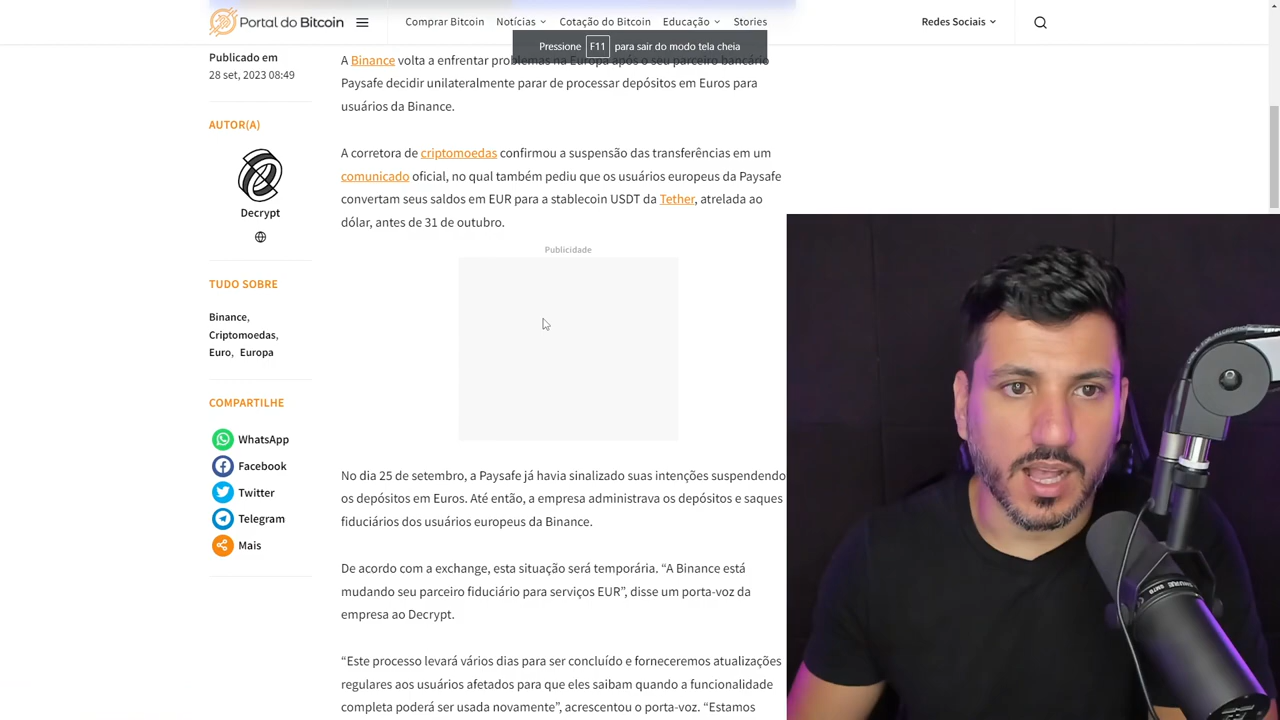 Portal do Bitcoin
Comprar Bitcoin
Notícias
Cotação do Bitcoin
Educação
Stories
Redes Sociais
Pressione F11 para sair do modo tela cheia
Publicado em
28 set, 2023 08:49
AUTOR(A)
Decrypt
TUDO SOBRE
Binance,
Criptomoedas,
Euro, Europa
COMPARTILHE
WhatsApp
Facebook
Twitter
Telegram
Mais
A Binance volta a enfrentar problemas na Europa após o seu parceiro bancário
Paysafe decidir unilateralmente parar de processar depósitos em Euros para
usuários da Binance.
A corretora de criptomoedas confirmou a suspensão das transferências em um
comunicado oficial, no qual também pediu que os usuários europeus da Paysafe
convertam seus saldos em EUR para a stablecoin USDT da Tether, atrelada ao
dólar, antes de 31 de outubro.
Publicidade
No dia 25 de setembro, a Paysafe já havia sinalizado suas intenções suspendendo
os depósitos em Euros. Até então, a empresa administrava os depósitos e saques
fiduciários dos usuários europeus da Binance.
De acordo com a exchange, esta situação será temporária. “A Binance está
mudando seu parceiro fiduciário para serviços EUR”, disse um porta-voz da
empresa ao Decrypt.
“Este processo levará vários dias para ser concluído e forneceremos atualizações
regulares aos usuários afetados para que eles saibam quando a funcionalidade
completa poderá ser usada novamente”, acrescentou o porta-voz. “Estamos